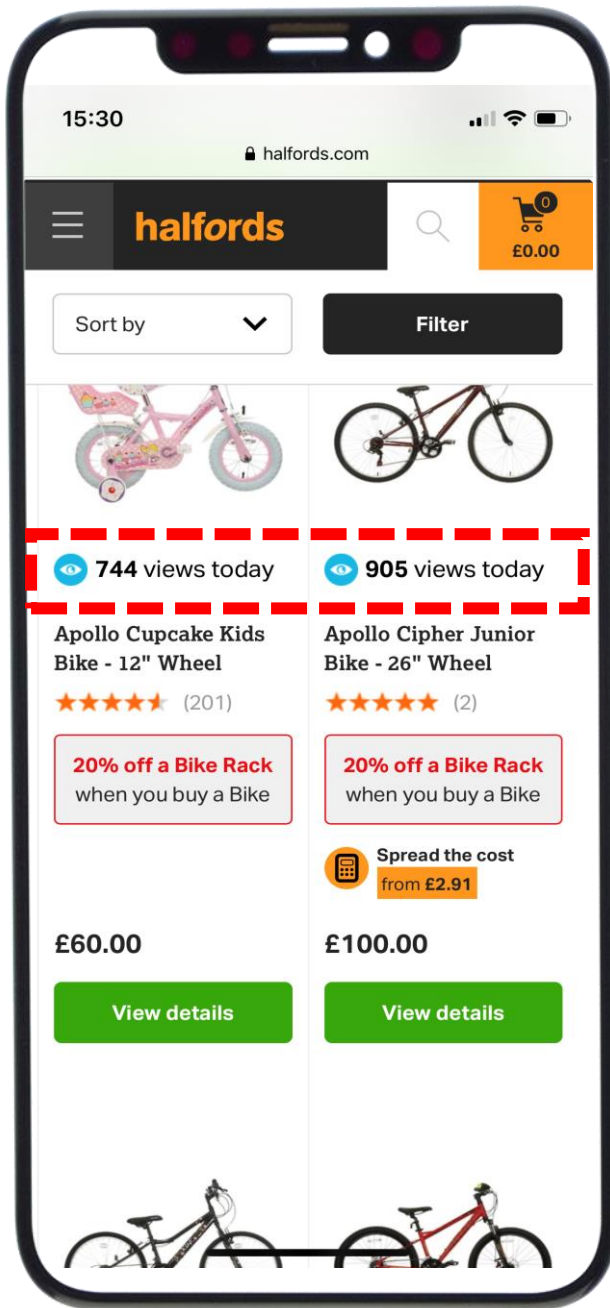 15:30
halfords.com
halfords
0
£0.00
Sort by
Filter
744 views today
905 views today
Apollo Cupcake Kids
Bike - 12" Wheel
Apollo Cipher Junior
Bike - 26" Wheel
(201)
(2)
20% off a Bike Rack
when you buy a Bike
20% off a Bike Rack
when you buy a Bike
Spread the cost
from £2.91
£60.00
£100.00
View details
View details